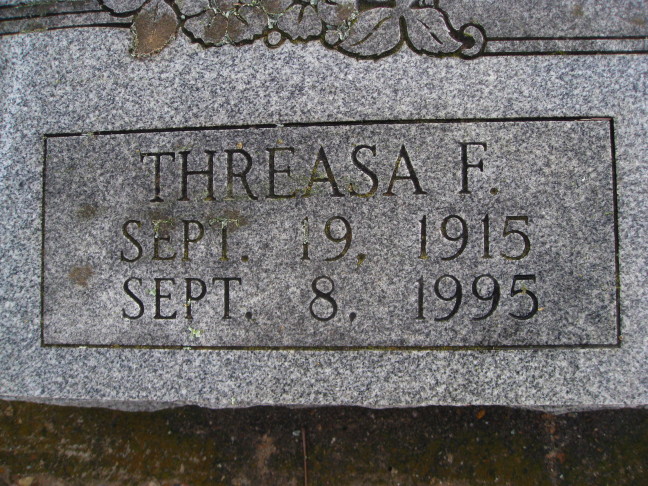 THREASA F.
SEPT. 19, 1915
SEPT. 8, 1995